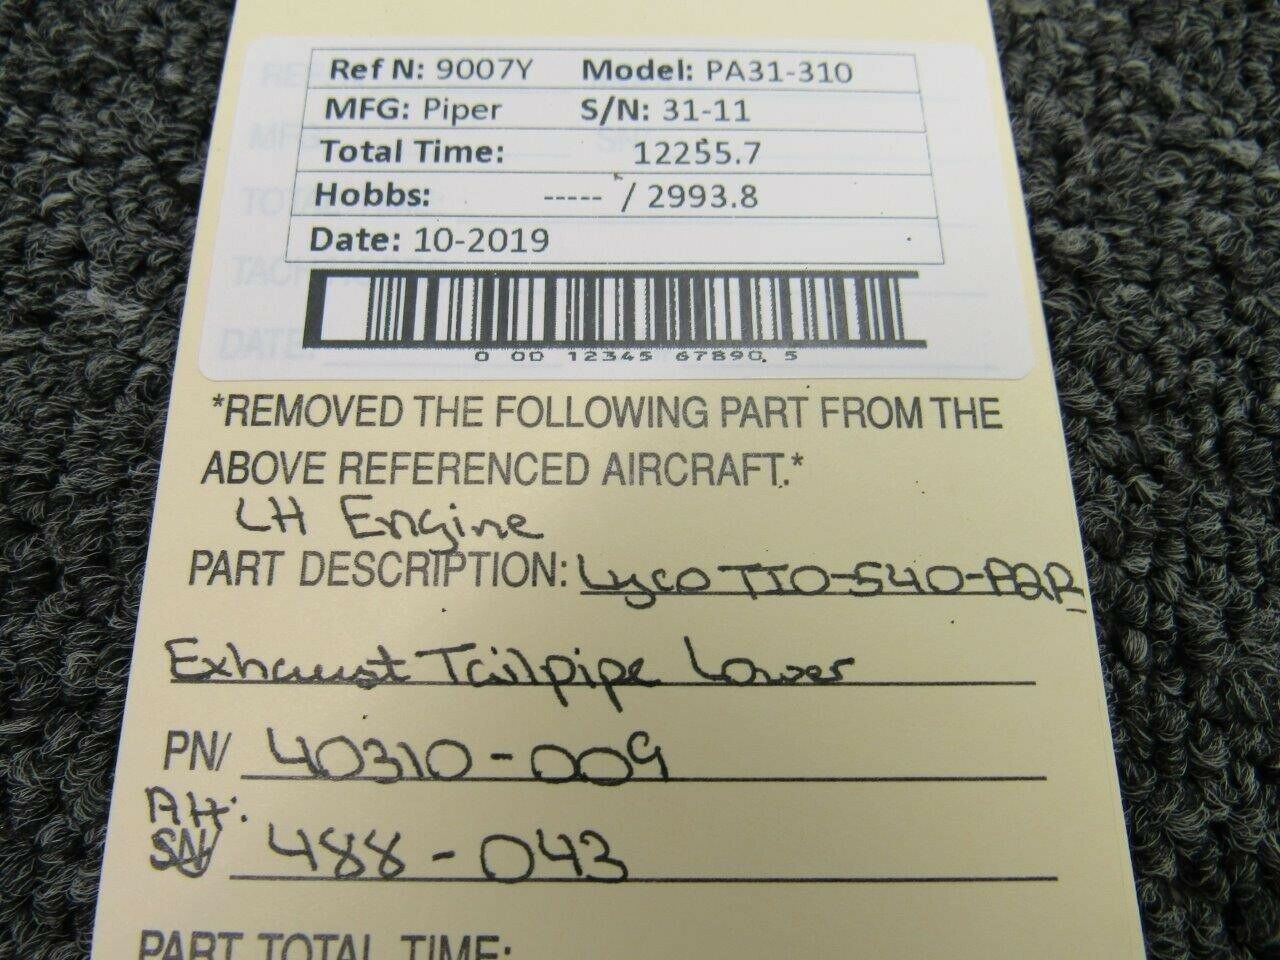 Ref N: 9007Y Model: PA31-310
MFG: Piper S/N: 31-11
Total Time: 12255.7
Hobbs: ----- / 2993.8
Date: 10-2019
0 00 12345 67890 5
*REMOVED THE FOLLOWING PART FROM THE
ABOVE REFERENCED AIRCRAFT.*
LH Engine
PART DESCRIPTION: Lyco TIO-540-A2B
Exhaust Tailpipe Lower
PN/ 40310-009
Alt:
SN/ 488-043
PART TOTAL TIME: